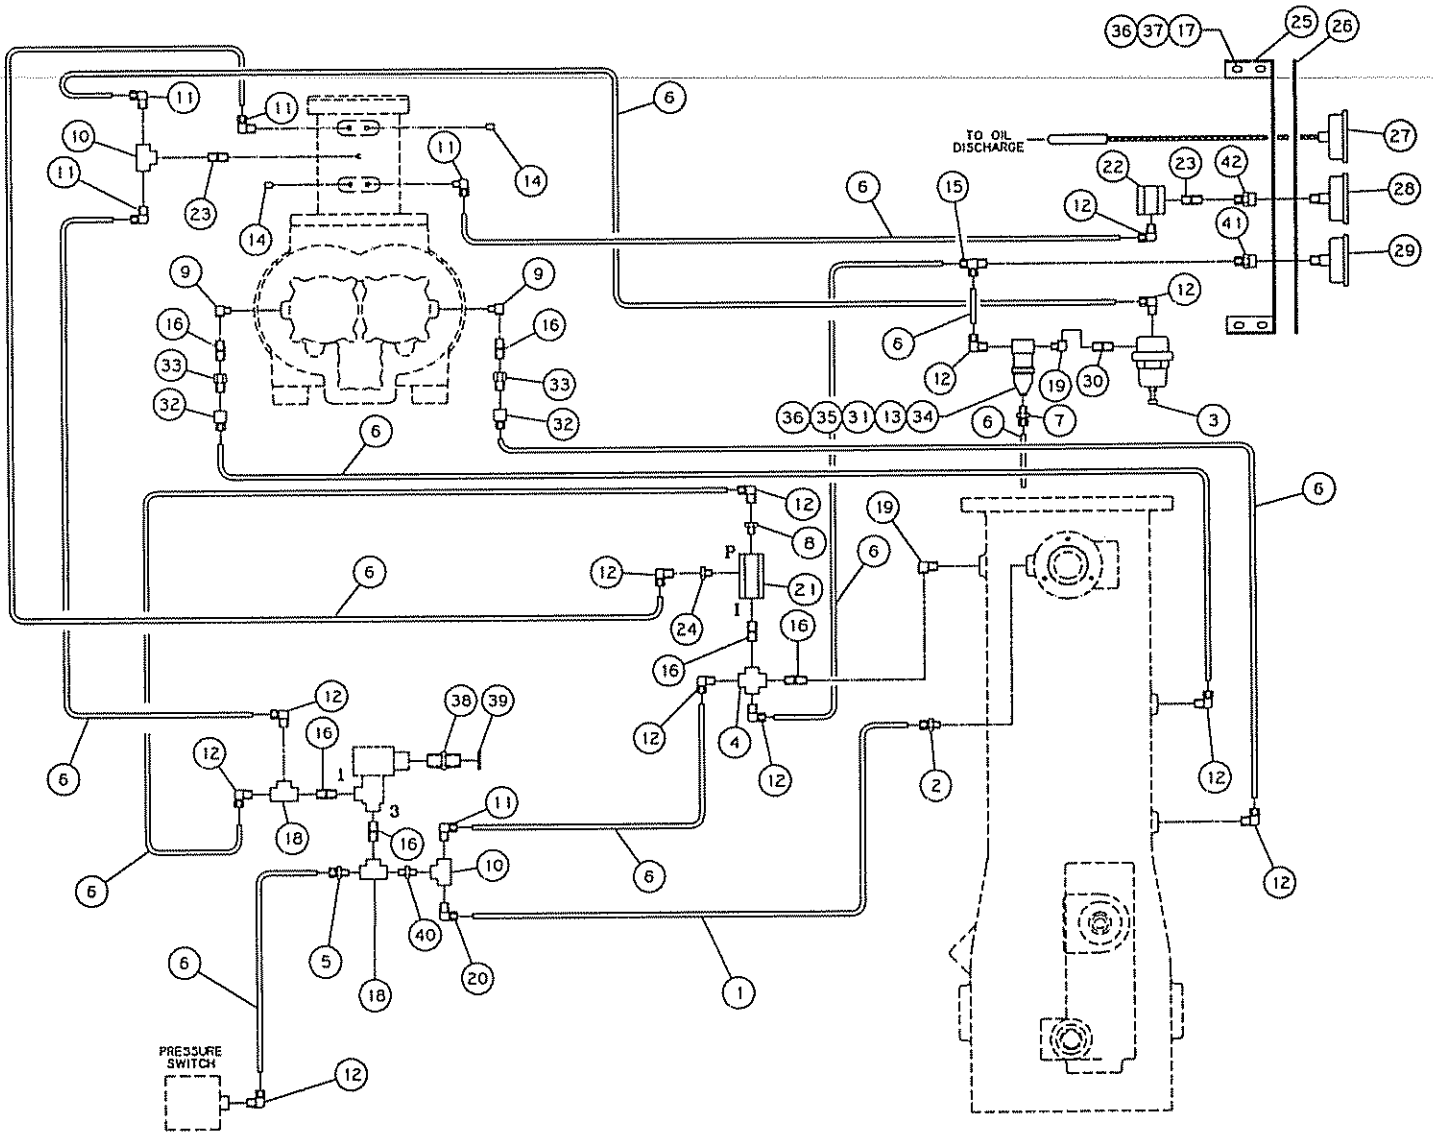 36 37 17 25 26
11 11 6
10 TO OIL
DISCHARGE 27
11 11 22 23 42
14 6 15 28
23 12
14 41 29
9 9 12
16 16 6
33 33 12 19 30
32 32 36 35 31 13 34 6 7 3
6
12 19 6
P 8 6
6 12 21
I 24 16
16
12 38 39 12 4
12 16 12 2 12
6 1
3 11
18 16 10 6 12
6
5 40
6 20 1
18
PRESSURE
SWITCH
12